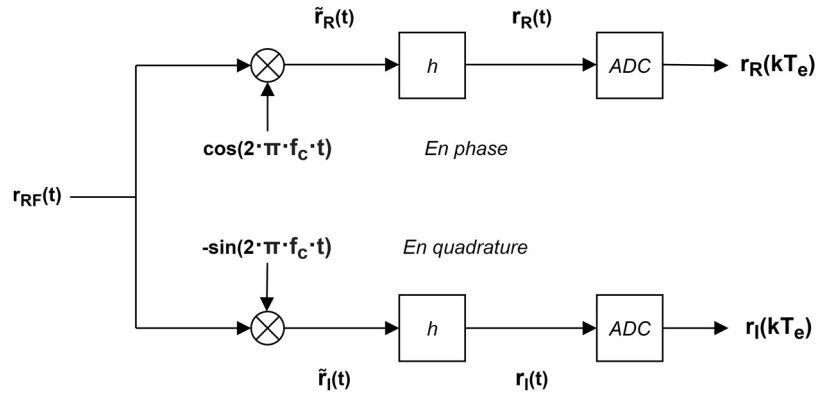 r̃R(t) rR(t)
h ADC rR(kTe)
cos(2·π·fc·t) En phase
rRF(t)
-sin(2·π·fc·t) En quadrature
h ADC rI(kTe)
r̃I(t) rI(t)